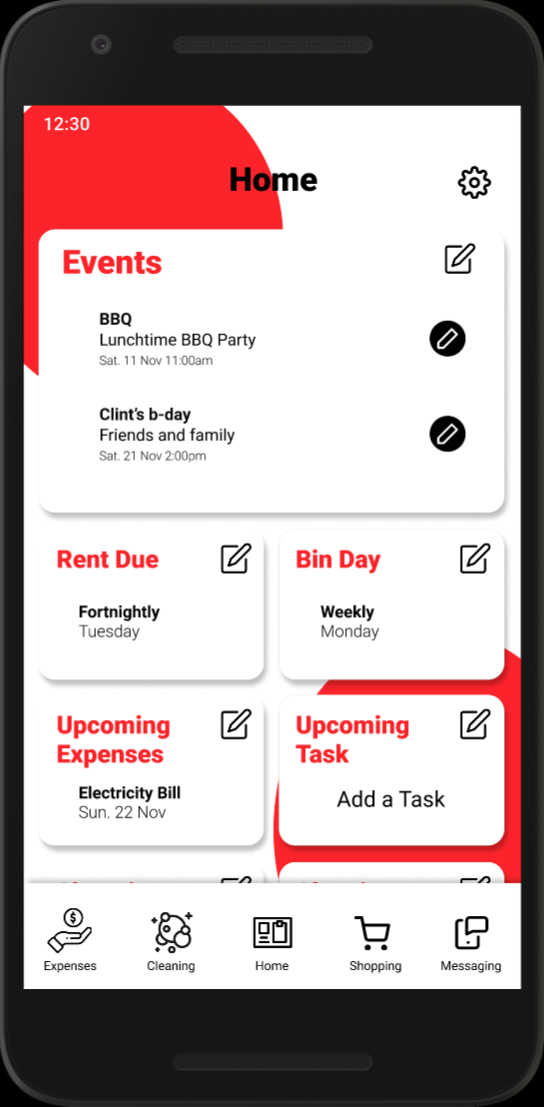 12:30
Home
Events
BBQ
Lunchtime BBQ Party
Sat. 11 Nov 11:00am
Clint's b-day
Friends and family
Sat. 21 Nov 2:00pm
Rent Due
Fortnightly
Tuesday
Bin Day
Weekly
Monday
Upcoming
Expenses
Electricity Bill
Sun. 22 Nov
Upcoming
Task
Add a Task
$
Expenses
Cleaning
Home
Shopping
Messaging